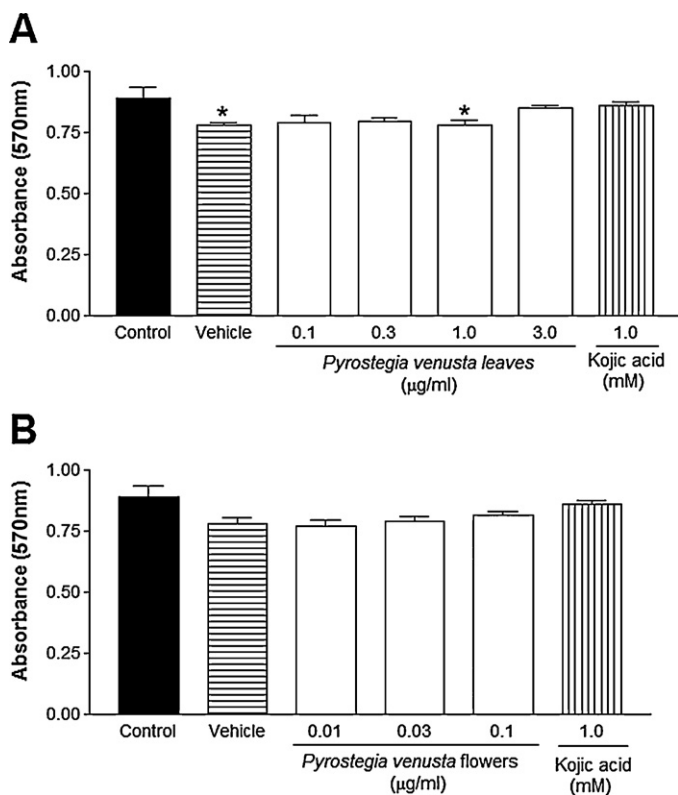 A
Absorbance (570nm)
1.00
0.75
0.50
0.25
0.00
* *
Control Vehicle 0.1 0.3 1.0 3.0 1.0
Pyrostegia venusta leaves Kojic acid
(µg/ml) (mM)
B
Absorbance (570nm)
1.00
0.75
0.50
0.25
0.00
Control Vehicle 0.01 0.03 0.1 1.0
Pyrostegia venusta flowers Kojic acid
(µg/ml) (mM)